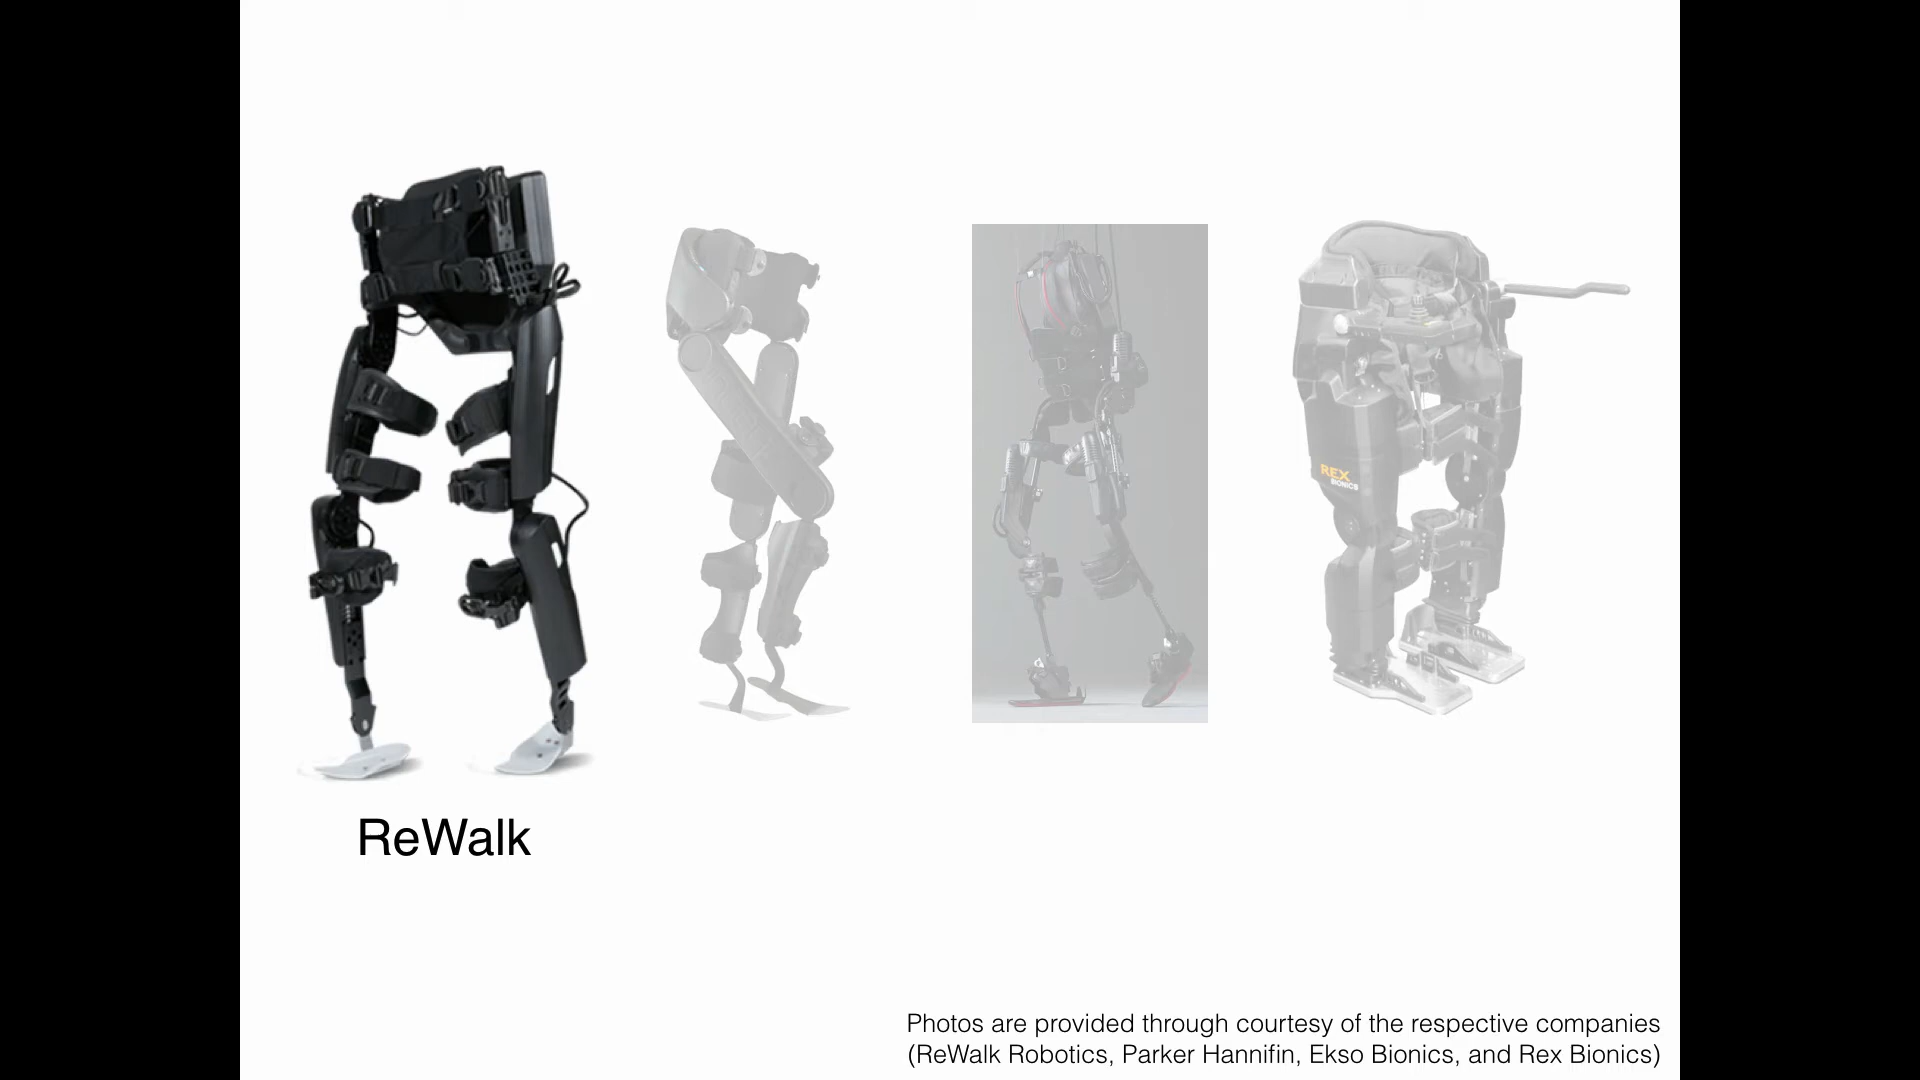 REX
BIONICS
ReWalk
Photos are provided through courtesy of the respective companies
(ReWalk Robotics, Parker Hannifin, Ekso Bionics, and Rex Bionics)